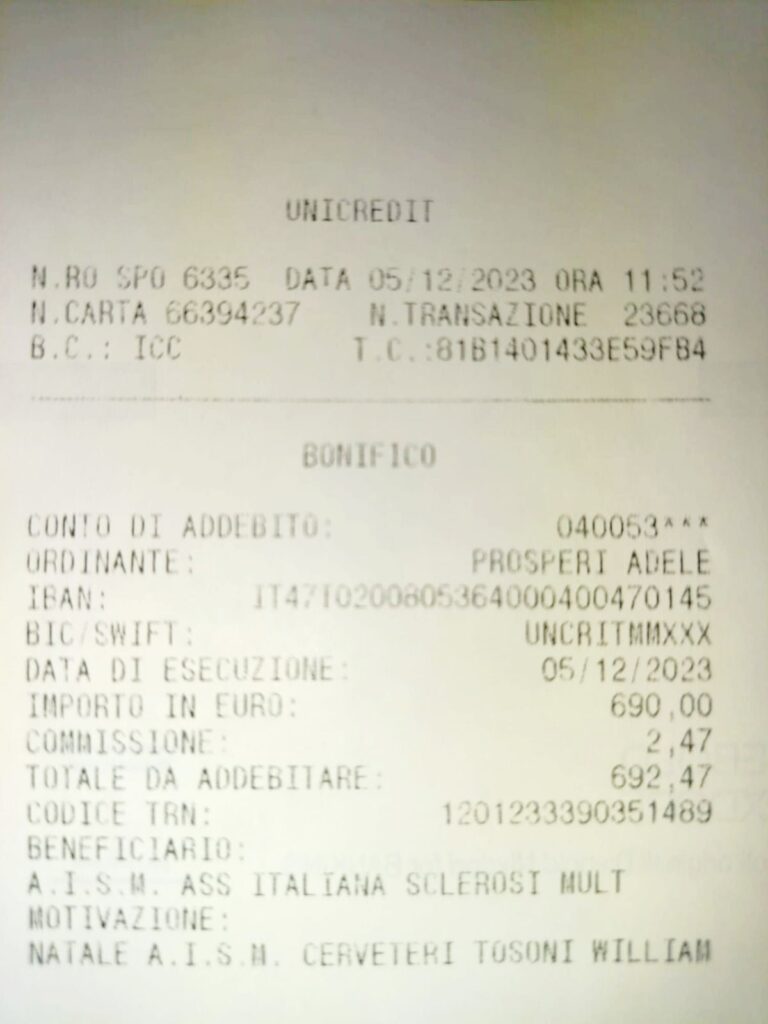 UNICREDIT
N.RO SPO 6335 DATA 05/12/2023 ORA 11:52
N.CARTA 66394237 N.TRANSAZIONE 23668
B.C.: ICC T.C.:81B1401433E59FB4
BONIFICO
CONTO DI ADDEBITO: 040053***
ORDINANTE: PROSPERI ADELE
IBAN: IT47T0200805364000400470145
BIC/SWIFT: UNCRITMMXXX
DATA DI ESECUZIONE: 05/12/2023
IMPORTO IN EURO: 690,00
COMMISSIONE: 2,47
TOTALE DA ADDEBITARE: 692,47
CODICE TRN: 1201233390351489
BENEFICIARIO:
A.I.S.M. ASS ITALIANA SCLEROSI MULT
MOTIVAZIONE:
NATALE A.I.S.M. CERVETERI TOSONI WILLIAM